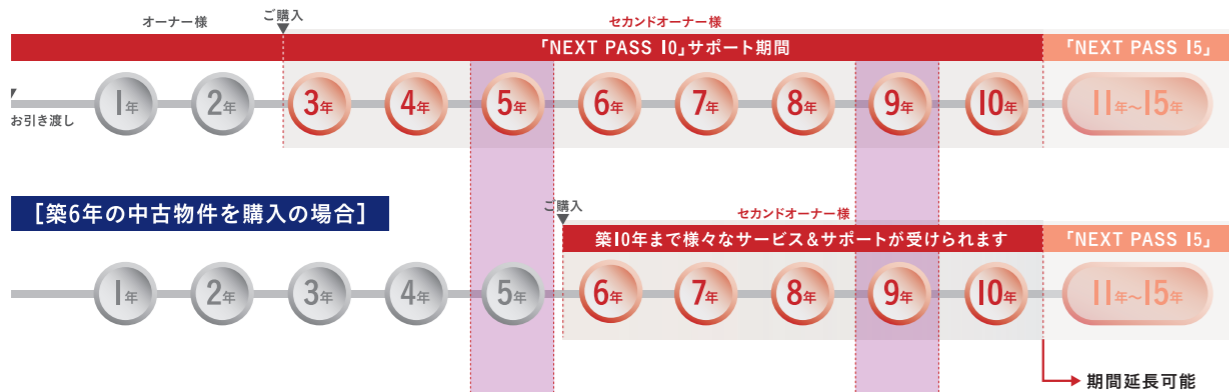 オーナー様
ご購入
セカンドオーナー様
「NEXT PASS 10」サポート期間
「NEXT PASS 15」
1年
2年
3年
4年
5年
6年
7年
8年
9年
10年
11年～15年
お引き渡し
[築6年の中古物件を購入の場合]
ご購入
セカンドオーナー様
築10年まで様々なサービス&サポートが受けられます
「NEXT PASS 15」
1年
2年
3年
4年
5年
6年
7年
8年
9年
10年
11年～15年
期間延長可能